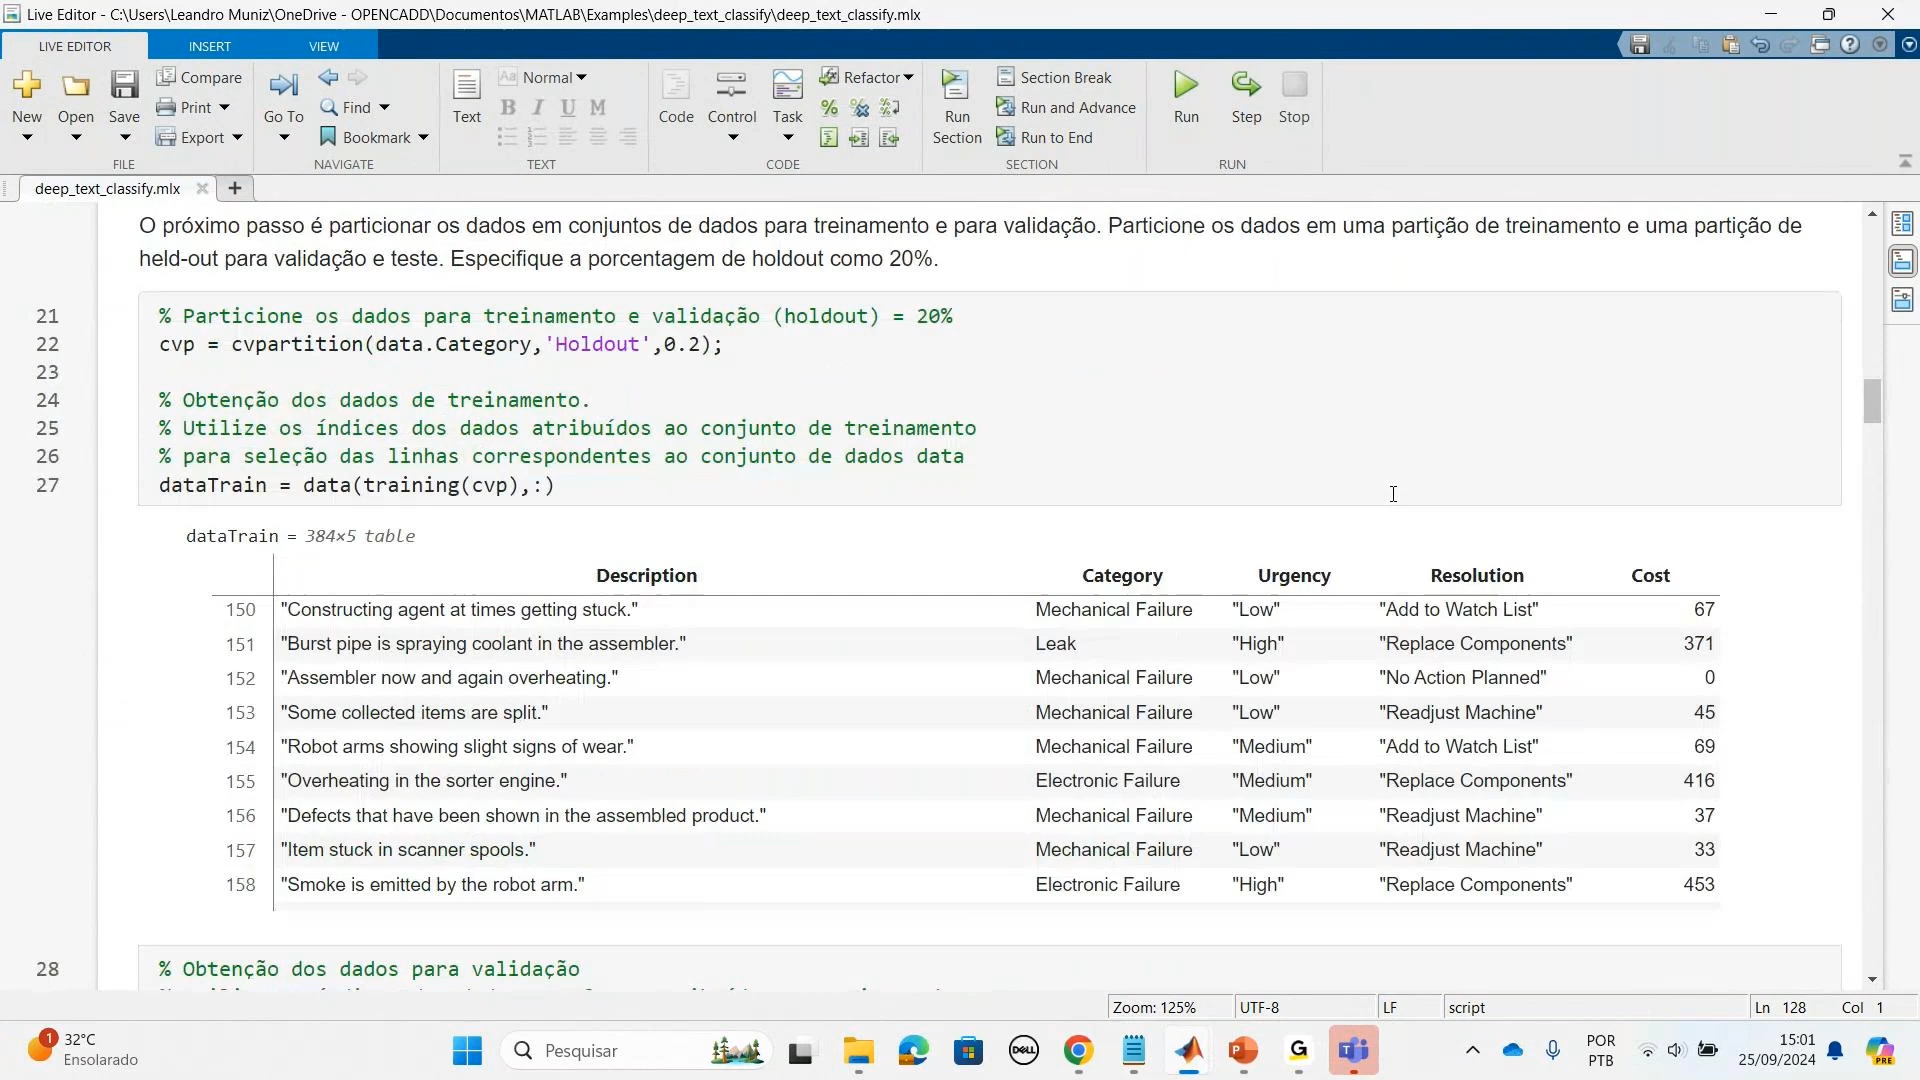 Live Editor - C:\Users\Leandro Muniz\OneDrive - OPENCADD\Documentos\MATLAB\Examples\deep_text_classify\deep_text_classify.mlx
LIVE EDITOR INSERT VIEW
New Open Save Compare Print Export
FILE
Go To Find Bookmark
NAVIGATE
Text Aa Normal B I U M
TEXT
Code Control Task Refactor
CODE
Run Section Section Break Run and Advance Run to End
SECTION
Run Step Stop
RUN
deep_text_classify.mlx
O próximo passo é particionar os dados em conjuntos de dados para treinamento e para validação. Particione os dados em uma partição de treinamento e uma partição de
held-out para validação e teste. Especifique a porcentagem de holdout como 20%.
21 % Particione os dados para treinamento e validação (holdout) = 20%
22 cvp = cvpartition(data.Category,'Holdout',0.2);
23
24 % Obtenção dos dados de treinamento.
25 % Utilize os índices dos dados atribuídos ao conjunto de treinamento
26 % para seleção das linhas correspondentes ao conjunto de dados data
27 dataTrain = data(training(cvp),:)
dataTrain = 384×5 table
Description Category Urgency Resolution Cost
150 "Constructing agent at times getting stuck." Mechanical Failure "Low" "Add to Watch List" 67
151 "Burst pipe is spraying coolant in the assembler." Leak "High" "Replace Components" 371
152 "Assembler now and again overheating." Mechanical Failure "Low" "No Action Planned" 0
153 "Some collected items are split." Mechanical Failure "Low" "Readjust Machine" 45
154 "Robot arms showing slight signs of wear." Mechanical Failure "Medium" "Add to Watch List" 69
155 "Overheating in the sorter engine." Electronic Failure "Medium" "Replace Components" 416
156 "Defects that have been shown in the assembled product." Mechanical Failure "Medium" "Readjust Machine" 37
157 "Item stuck in scanner spools." Mechanical Failure "Low" "Readjust Machine" 33
158 "Smoke is emitted by the robot arm." Electronic Failure "High" "Replace Components" 453
28 % Obtenção dos dados para validação
Zoom: 125% UTF-8 LF script Ln 128 Col 1
1 32°C
Ensolarado
Pesquisar
DELL
POR
PTB
15:01
25/09/2024
PRE